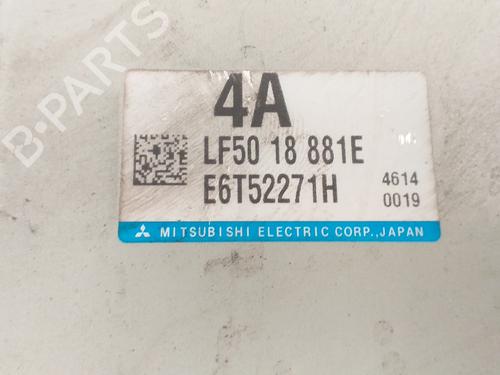 B-PARTS
4A
LF50 18 881E
E6T52271H
4614
0019
MITSUBISHI ELECTRIC CORP.,JAPAN